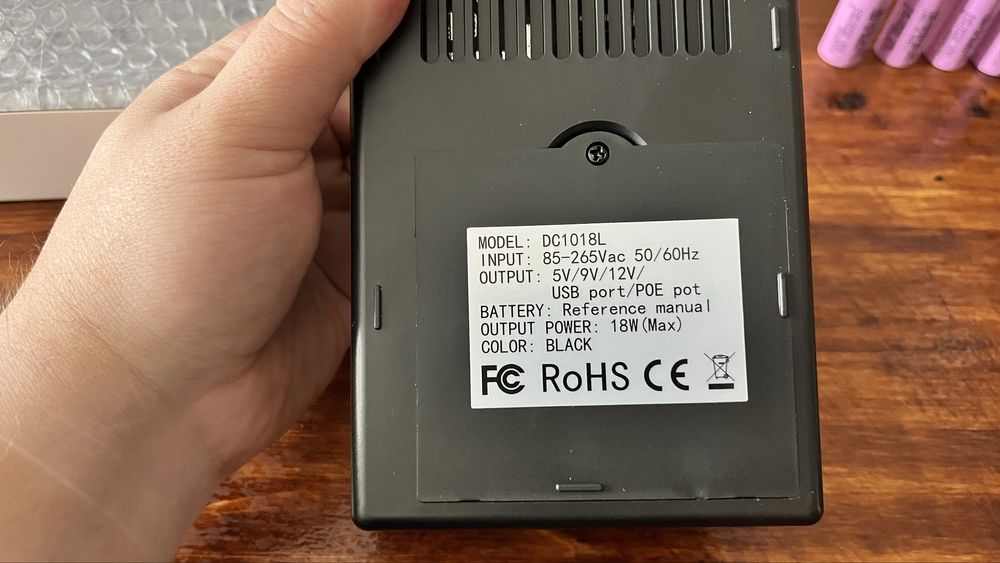 MODEL: DC1018L
INPUT: 85-265Vac 50/60Hz
OUTPUT: 5V/9V/12V/
USB port/POE pot
BATTERY: Reference manual
OUTPUT POWER: 18W(Max)
COLOR: BLACK
FC RoHS CE